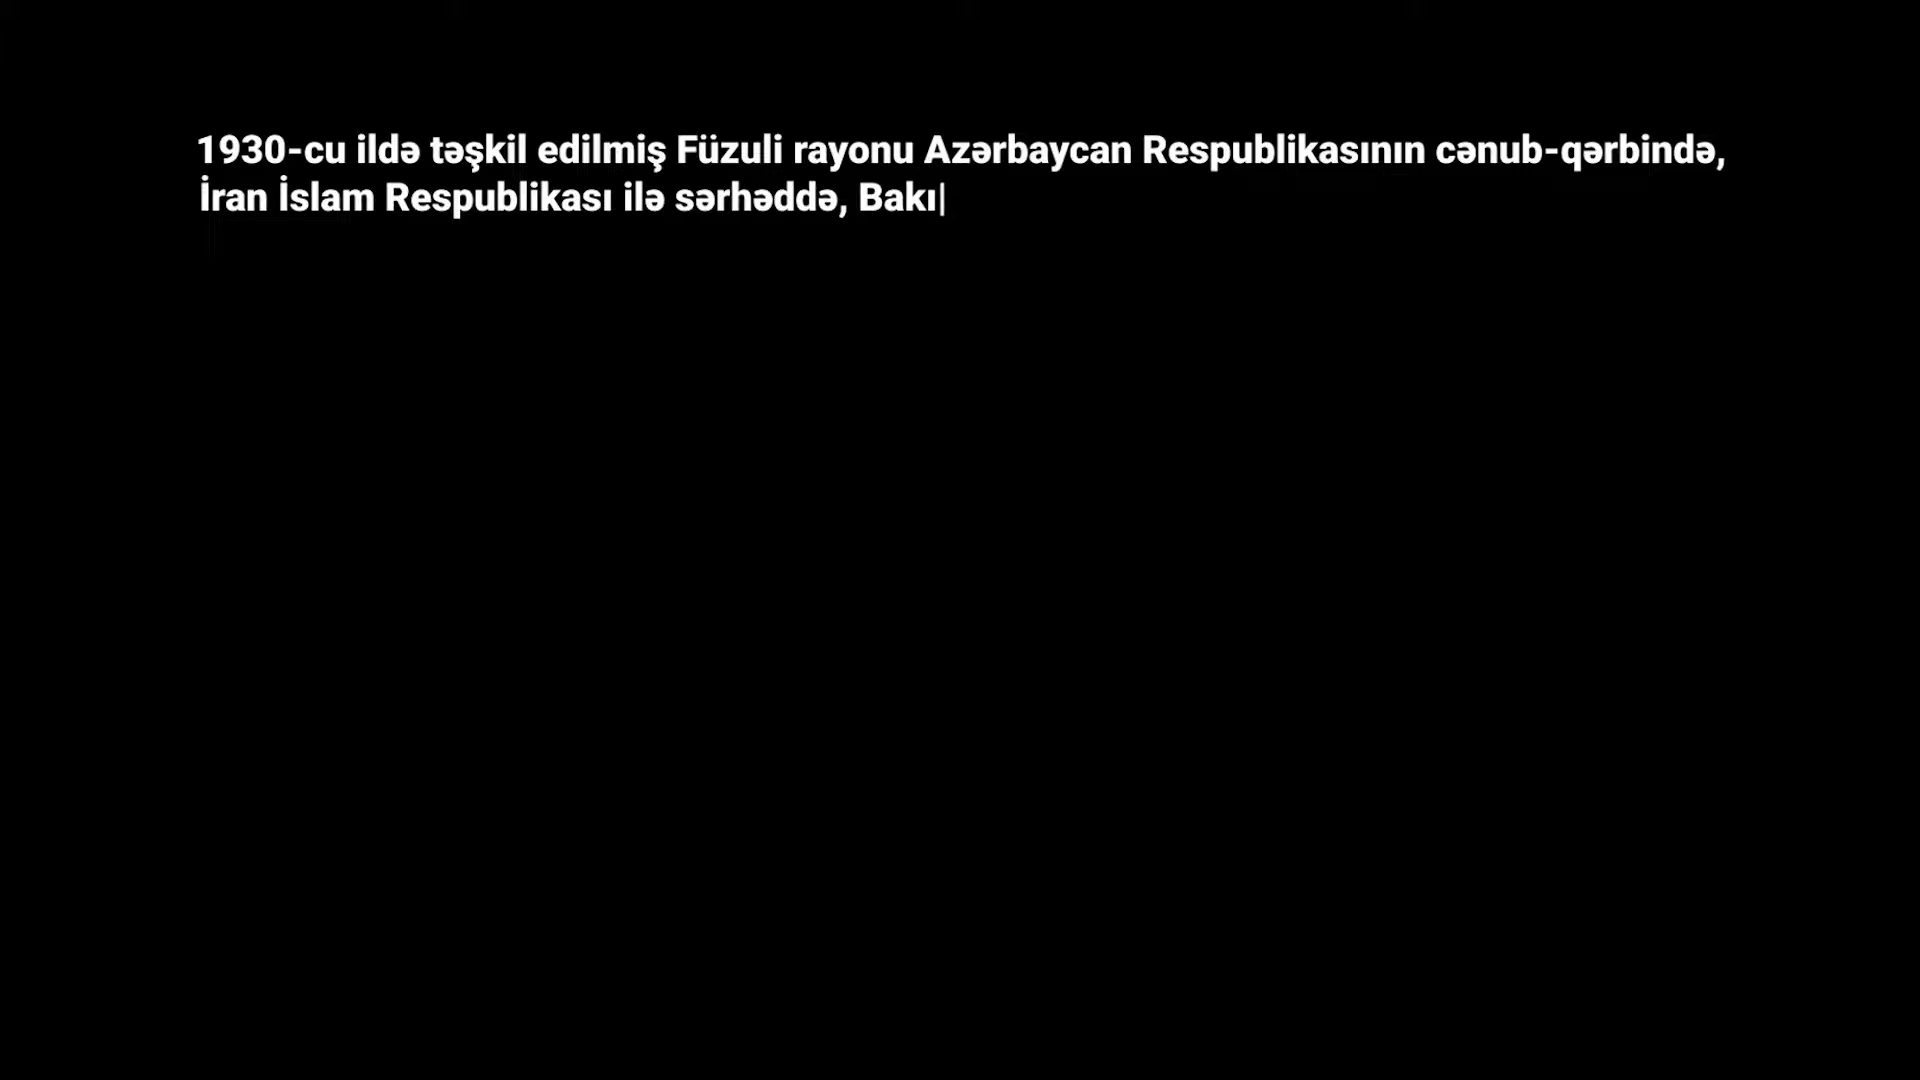 1930-cu ildə təşkil edilmiş Füzuli rayonu Azərbaycan Respublikasının cənub-qərbində,
İran İslam Respublikası ilə sərhəddə, Bakı|